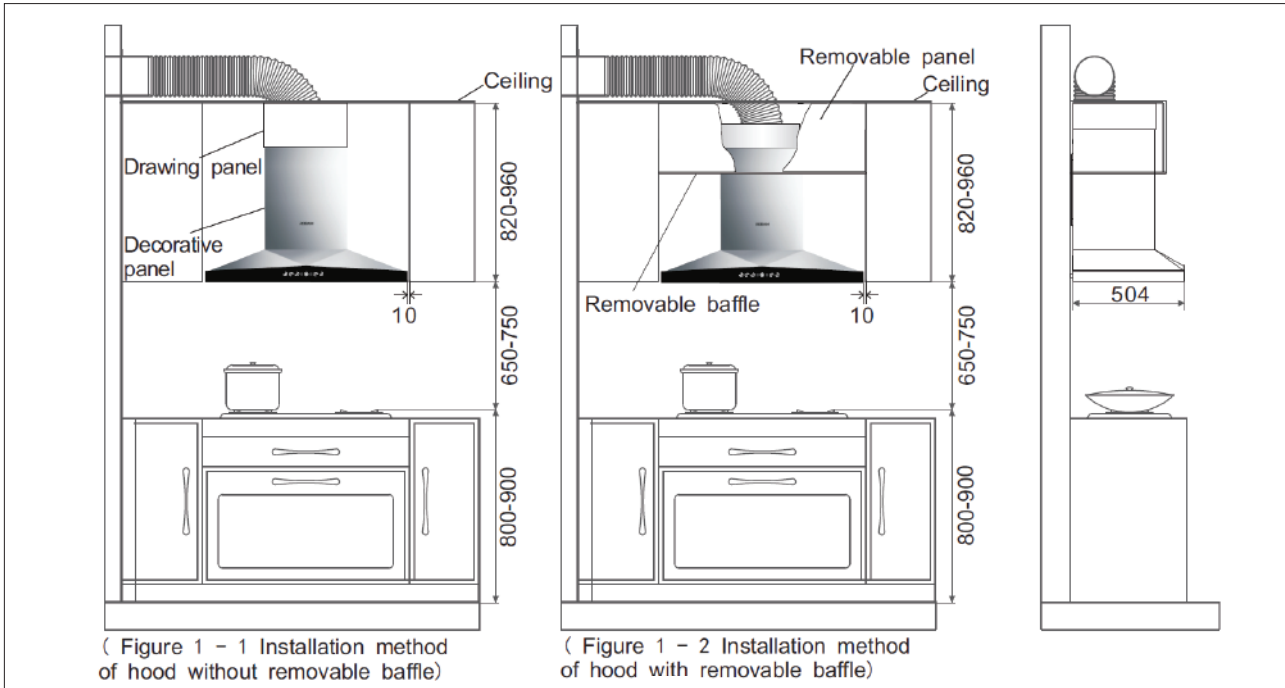 Ceiling
Drawing panel
Decorative
panel
10
820-960
650-750
800-900
( Figure 1 - 1 Installation method
of hood without removable baffle)
Removable panel
Ceiling
Removable baffle
10
820-960
650-750
800-900
( Figure 1 - 2 Installation method
of hood with removable baffle)
504